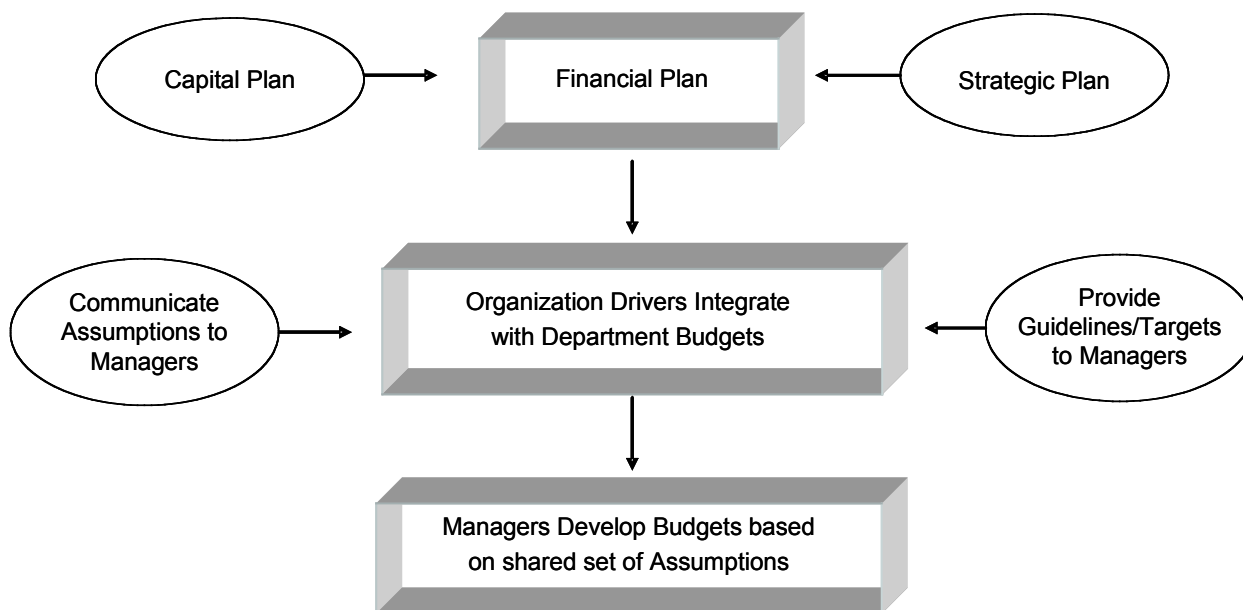 Capital Plan
Financial Plan
Strategic Plan
Communicate
Assumptions to
Managers
Organization Drivers Integrate
with Department Budgets
Provide
Guidelines/Targets
to Managers
Managers Develop Budgets based
on shared set of Assumptions